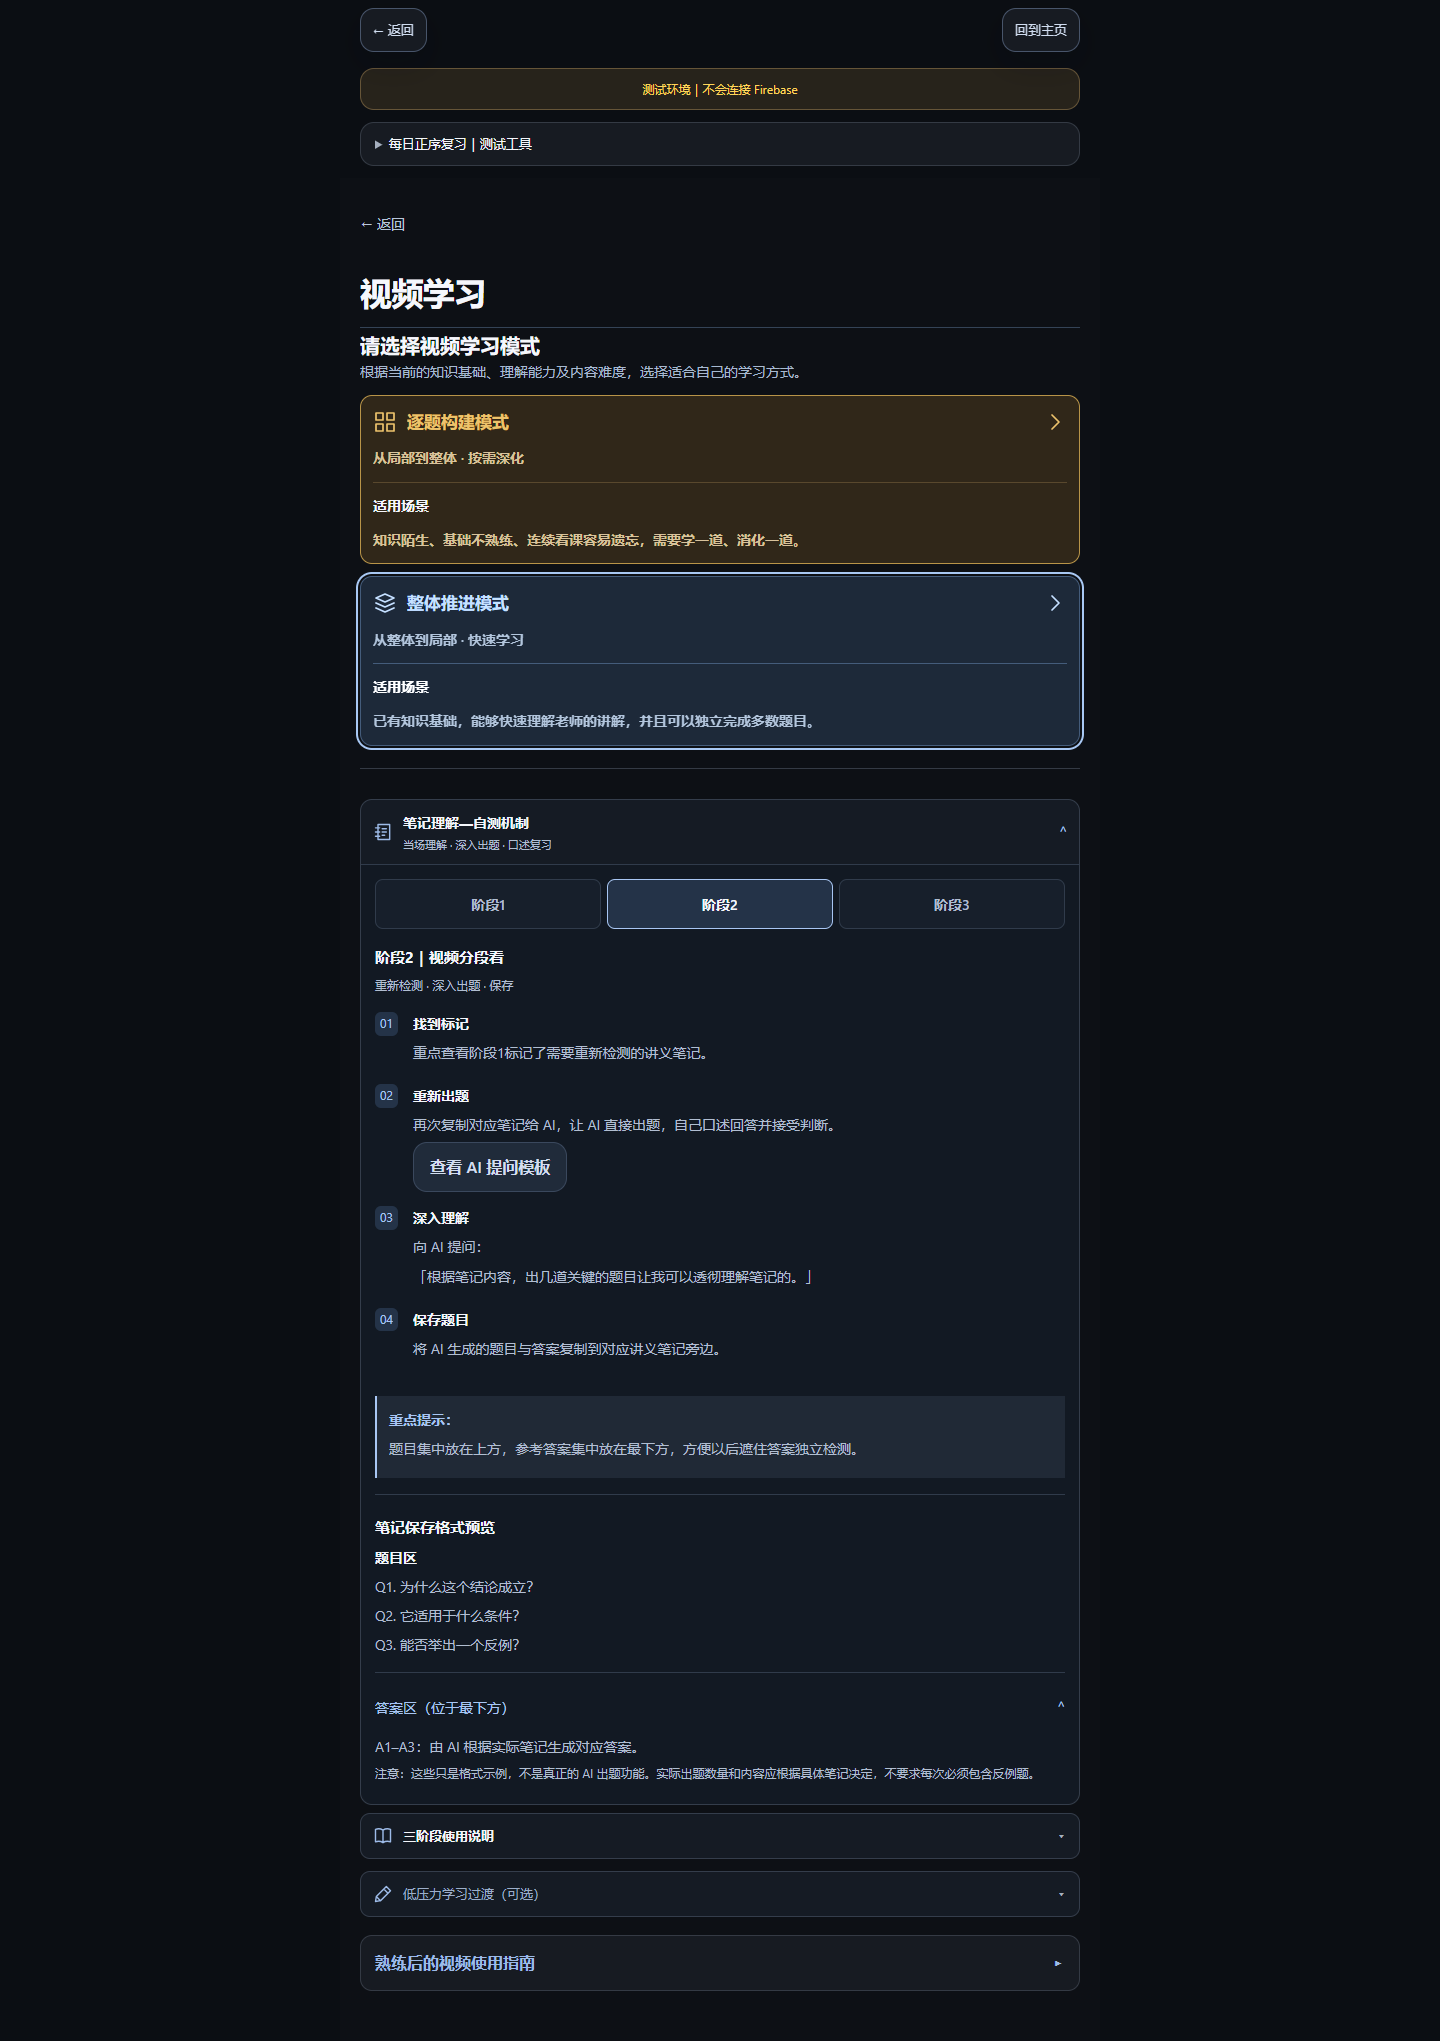 ← 返回
回到主页
测试环境 | 不会连接 Firebase
▶ 每日正序复习 | 测试工具
← 返回
视频学习
请选择视频学习模式
根据当前的知识基础、理解能力及内容难度，选择适合自己的学习方式。
逐题构建模式
从局部到整体 · 按需深化
适用场景
知识陌生、基础不熟练、连续看课容易遗忘，需要学一道、消化一道。
整体推进模式
从整体到局部 · 快速学习
适用场景
已有知识基础，能够快速理解老师的讲解，并且可以独立完成多数题目。
笔记理解—自测机制
当场理解 · 深入出题 · 口述复习
阶段1
阶段2
阶段3
阶段2 | 视频分段看
重新检测 · 深入出题 · 保存
01 找到标记
重点查看阶段1标记了需要重新检测的讲义笔记。
02 重新出题
再次复制对应笔记给 AI，让 AI 直接出题，自己口述回答并接受判断。
查看 AI 提问模板
03 深入理解
向 AI 提问：
「根据笔记内容，出几道关键的题目让我可以透彻理解笔记的。」
04 保存题目
将 AI 生成的题目与答案复制到对应讲义笔记旁边。
重点提示：
题目集中放在上方，参考答案集中放在最下方，方便以后遮住答案独立检测。
笔记保存格式预览
题目区
Q1. 为什么这个结论成立？
Q2. 它适用于什么条件？
Q3. 能否举出一个反例？
答案区（位于最下方）
A1–A3：由 AI 根据实际笔记生成对应答案。
注意：这些只是格式示例，不是真正的 AI 出题功能。实际出题数量和内容应根据具体笔记决定，不要求每次必须包含反例题。
三阶段使用说明
低压力学习过渡（可选）
熟练后的视频使用指南